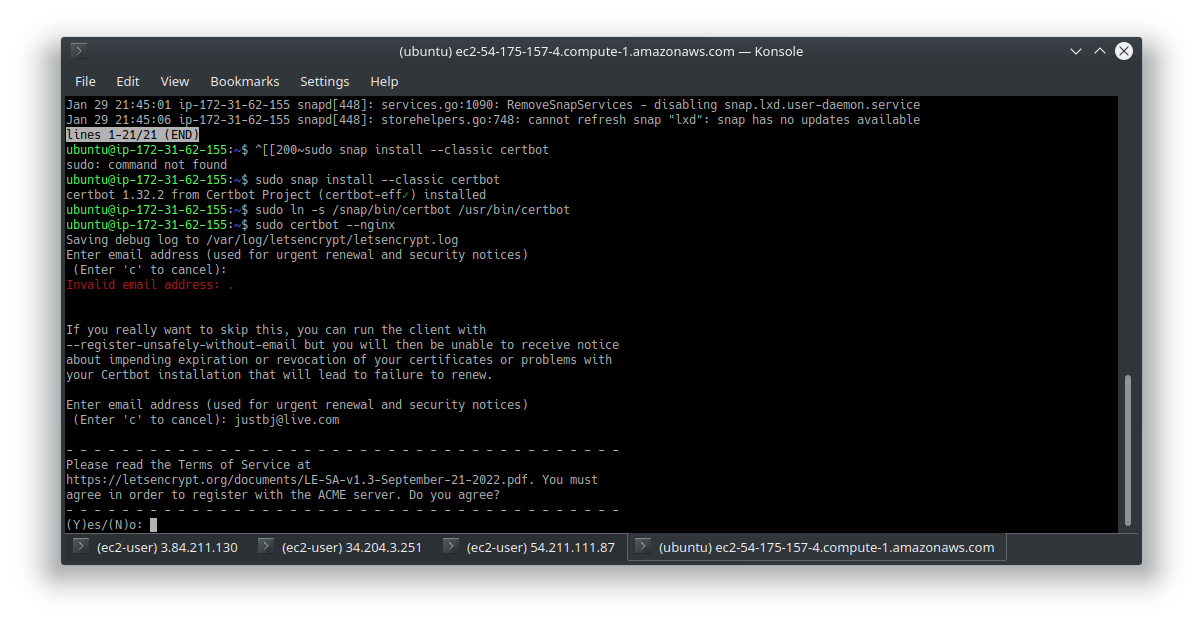 (ubuntu) ec2-54-175-157-4.compute-1.amazonaws.com — Konsole
File Edit View Bookmarks Settings Help
Jan 29 21:45:01 ip-172-31-62-155 snapd[448]: services.go:1090: RemoveSnapServices - disabling snap.lxd.user-daemon.service
Jan 29 21:45:06 ip-172-31-62-155 snapd[448]: storehelpers.go:748: cannot refresh snap "lxd": snap has no updates available
lines 1-21/21 (END)
ubuntu@ip-172-31-62-155:~$ ^[[200~sudo snap install --classic certbot
sudo: command not found
ubuntu@ip-172-31-62-155:~$ sudo snap install --classic certbot
certbot 1.32.2 from Certbot Project (certbot-eff✓) installed
ubuntu@ip-172-31-62-155:~$ sudo ln -s /snap/bin/certbot /usr/bin/certbot
ubuntu@ip-172-31-62-155:~$ sudo certbot --nginx
Saving debug log to /var/log/letsencrypt/letsencrypt.log
Enter email address (used for urgent renewal and security notices)
 (Enter 'c' to cancel):
Invalid email address: .
If you really want to skip this, you can run the client with
--register-unsafely-without-email but you will then be unable to receive notice
about impending expiration or revocation of your certificates or problems with
your Certbot installation that will lead to failure to renew.
Enter email address (used for urgent renewal and security notices)
 (Enter 'c' to cancel): justbj@live.com
- - - - - - - - - - - - - - - - - - - - - - - - - - - - - - - - - - - - - - - -
Please read the Terms of Service at
https://letsencrypt.org/documents/LE-SA-v1.3-September-21-2022.pdf. You must
agree in order to register with the ACME server. Do you agree?
- - - - - - - - - - - - - - - - - - - - - - - - - - - - - - - - - - - - - - - -
(Y)es/(N)o:
(ec2-user) 3.84.211.130 (ec2-user) 34.204.3.251 (ec2-user) 54.211.111.87 (ubuntu) ec2-54-175-157-4.compute-1.amazonaws.com